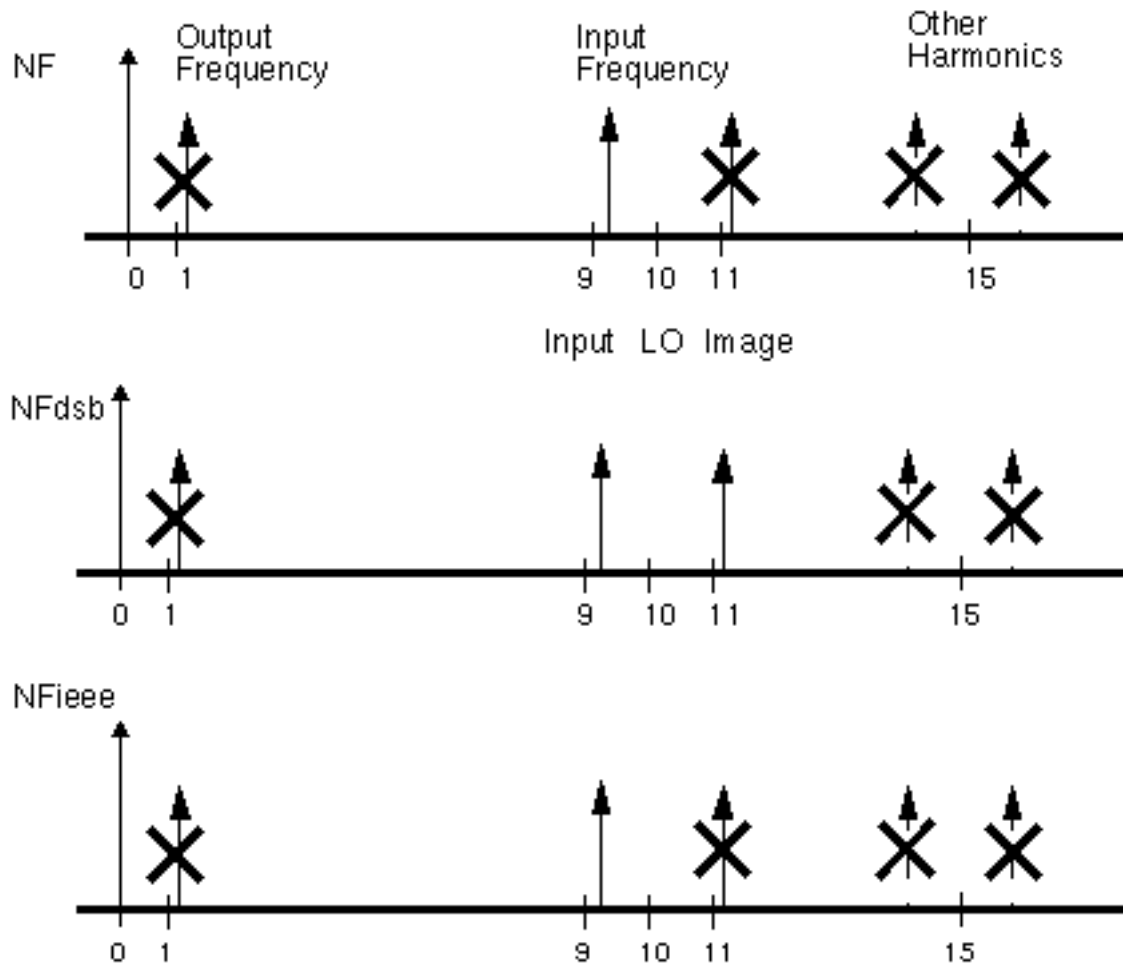 NF
Output
Frequency
Input
Frequency
Other
Harmonics
0 1 9 10 11 15
Input LO Image
NFdsb
0 1 9 10 11 15
NFieee
0 1 9 10 11 15